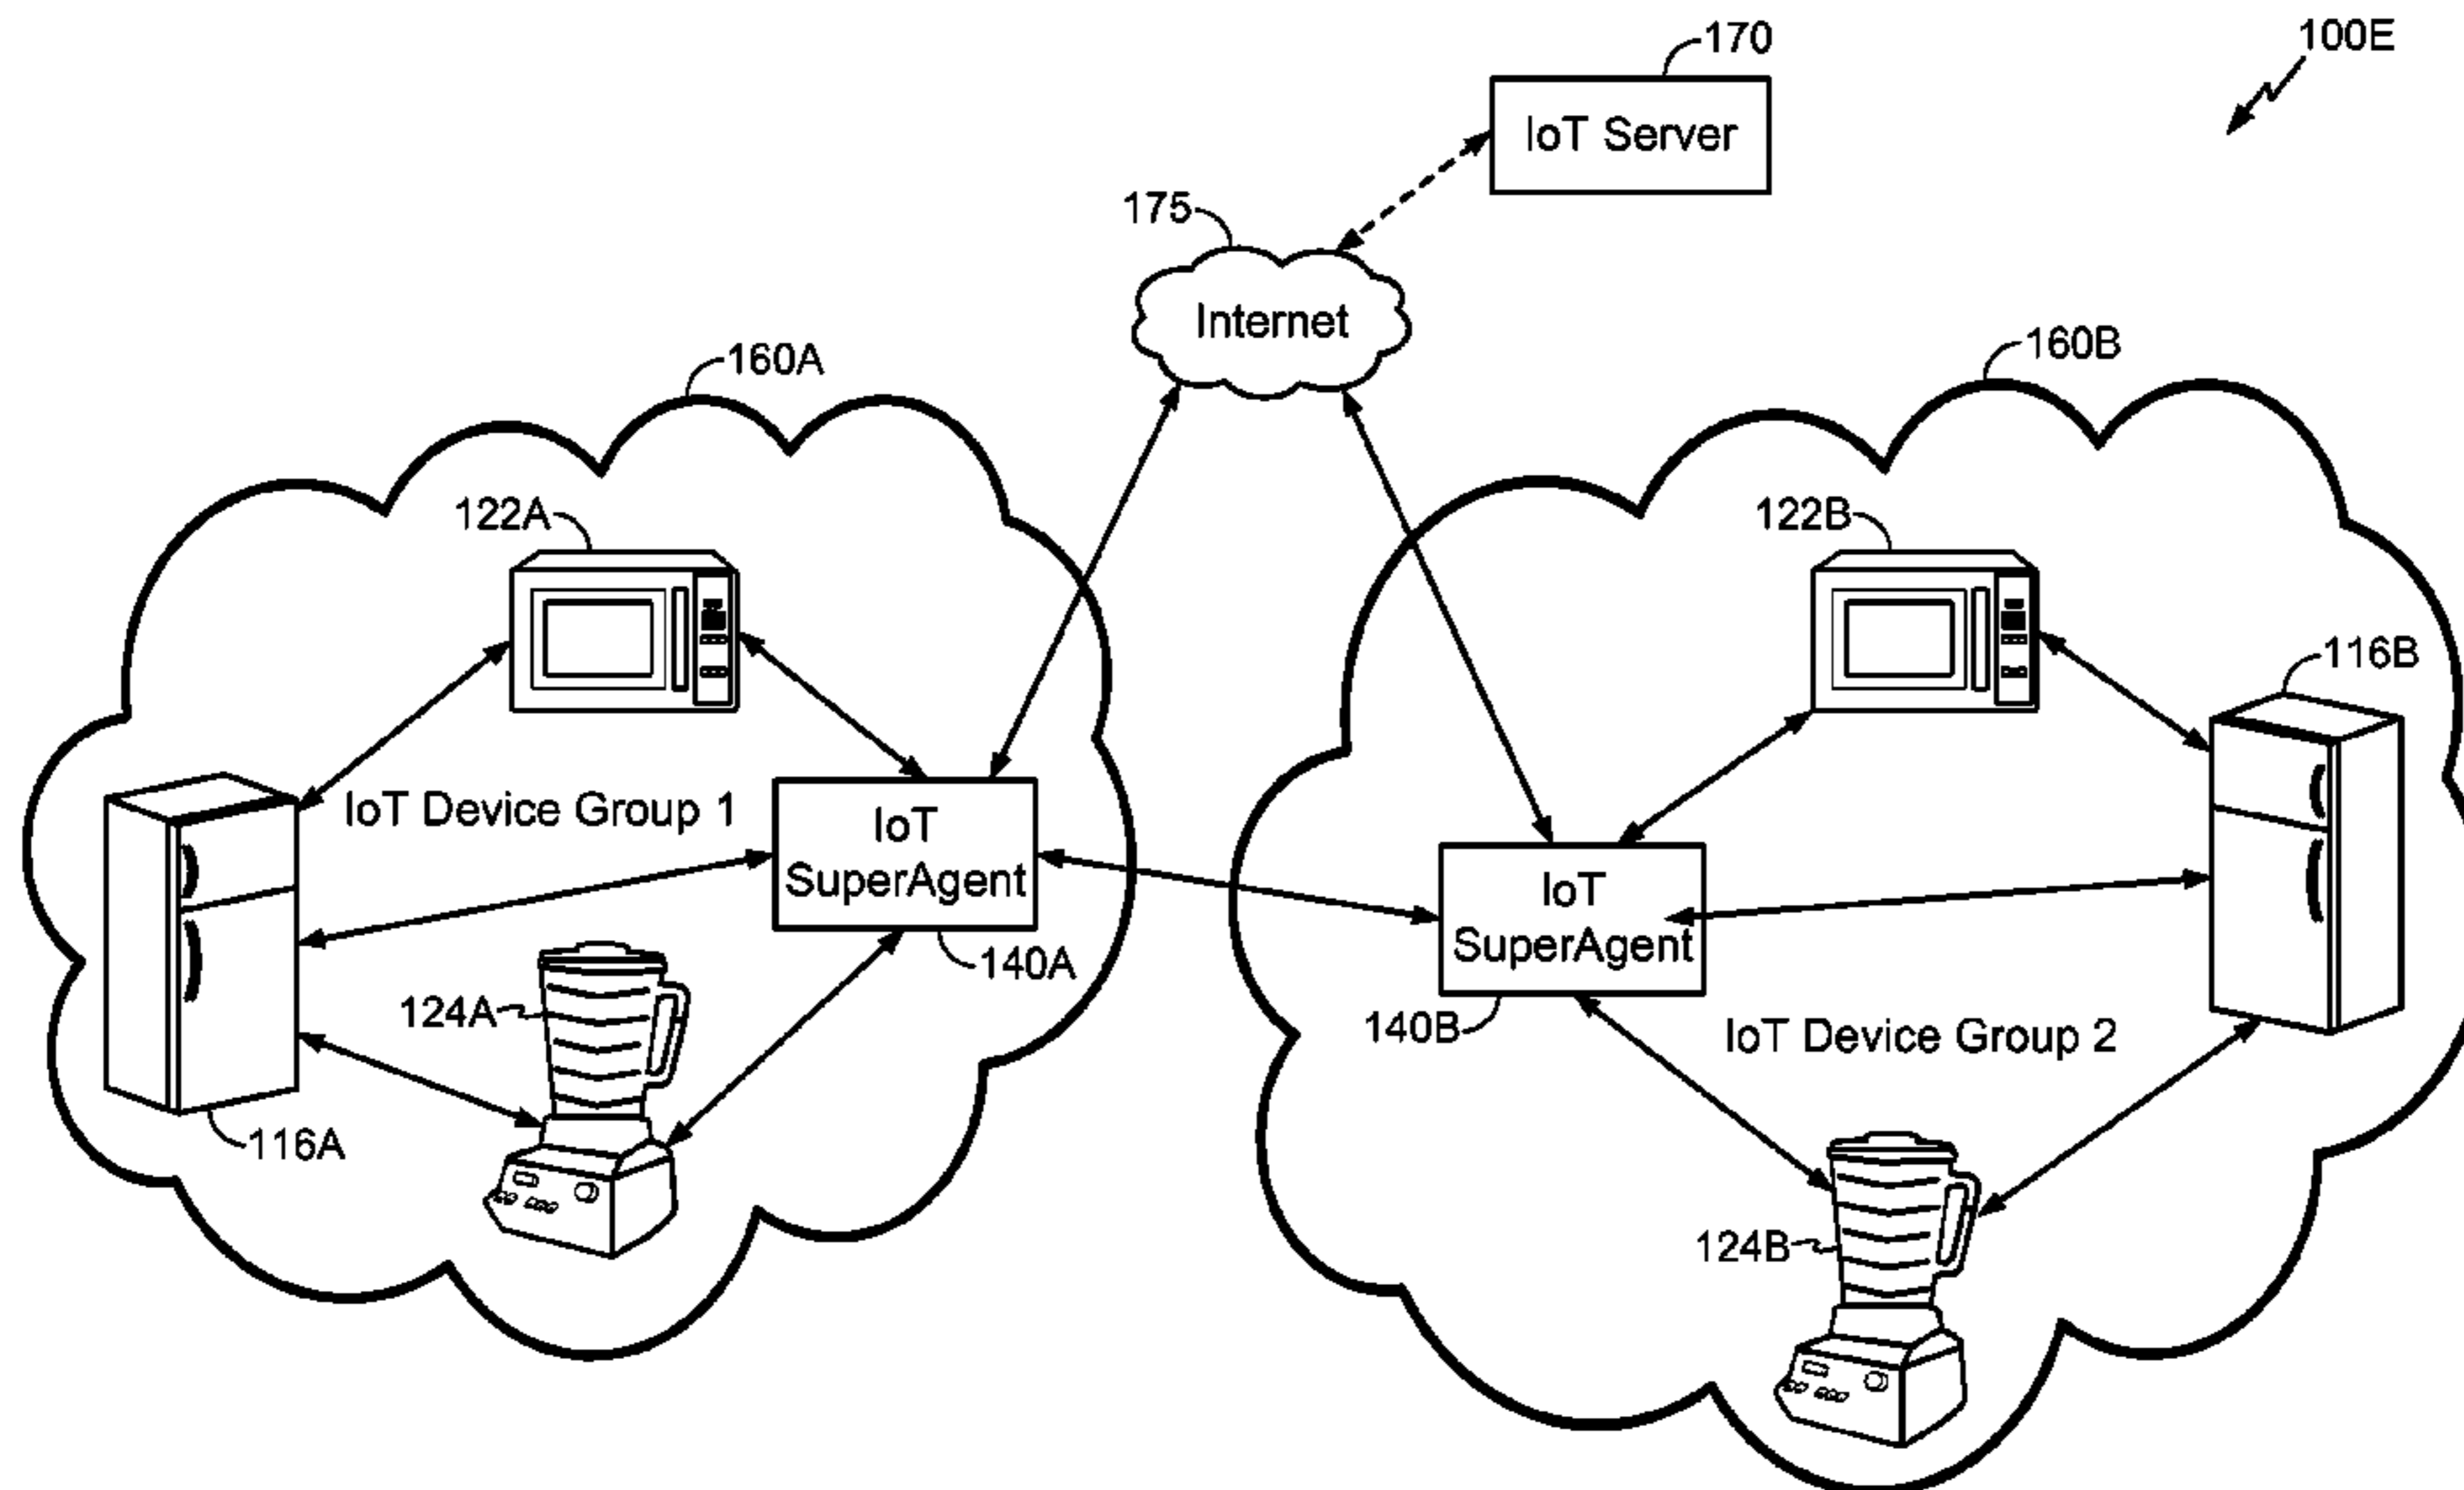 100E
170
IoT Server
175
Internet
160A
160B
122A
122B
116B
IoT Device Group 1
IoT
SuperAgent
140A
124A
116A
IoT
SuperAgent
140B
IoT Device Group 2
124B